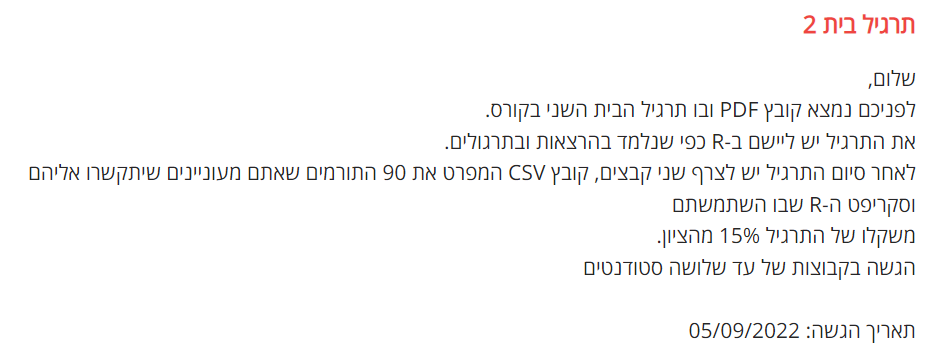 תרגיל בית 2
שלום,
לפניכם נמצא קובץ PDF ובו תרגיל הבית השני בקורס.
את התרגיל יש ליישם ב-R כפי שנלמד בהרצאות ובתרגולים.
לאחר סיום התרגיל יש לצרף שני קבצים, קובץ CSV המפרט את 90 התורמים שאתם מעוניינים שיתקשרו אליהם
וסקריפט ה-R שבו השתמשתם
משקלו של התרגיל 15% מהציון.
הגשה בקבוצות של עד שלושה סטודנטים
תאריך הגשה: 05/09/2022